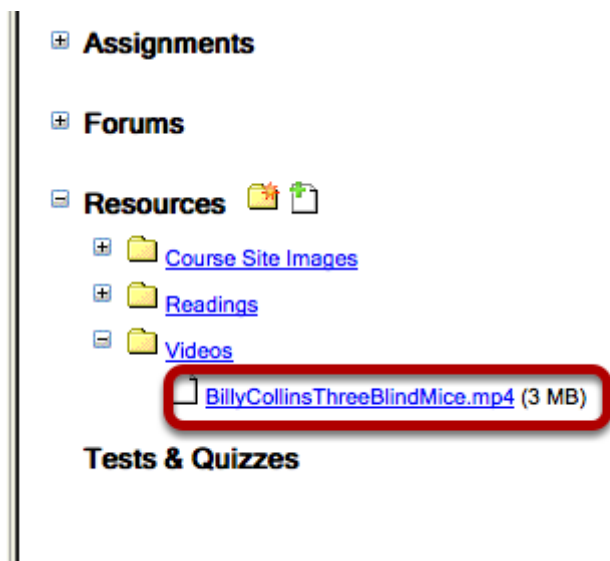 Assignments
Forums
Resources
Course Site Images
Readings
Videos
BillyCollinsThreeBlindMice.mp4 (3 MB)
Tests & Quizzes